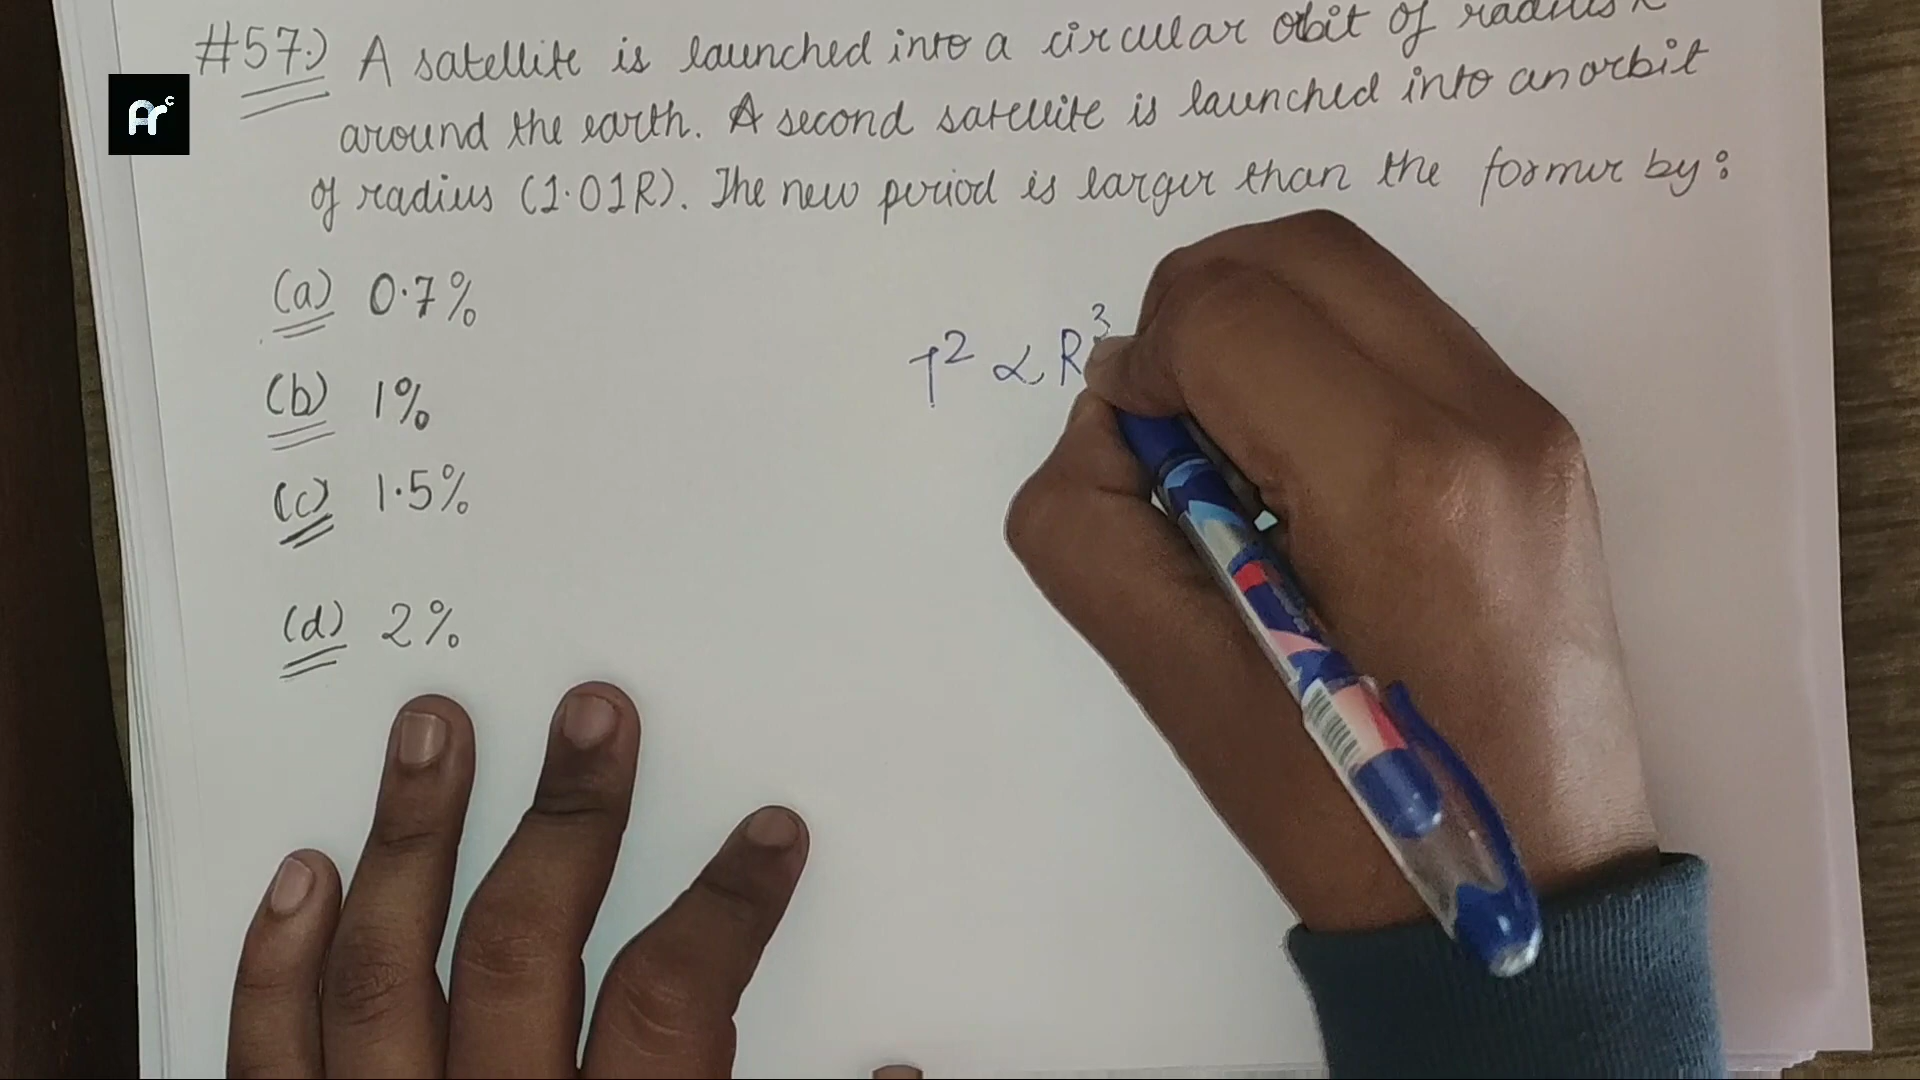 #57.) A satellite is launched into a circular orbit of radius R
around the earth. A second satellite is launched into an orbit
of radius (1.01R). The new period is larger than the former by:
(a) 0.7%
(b) 1%
(c) 1.5%
(d) 2%
T² ∝ R³
Ar c